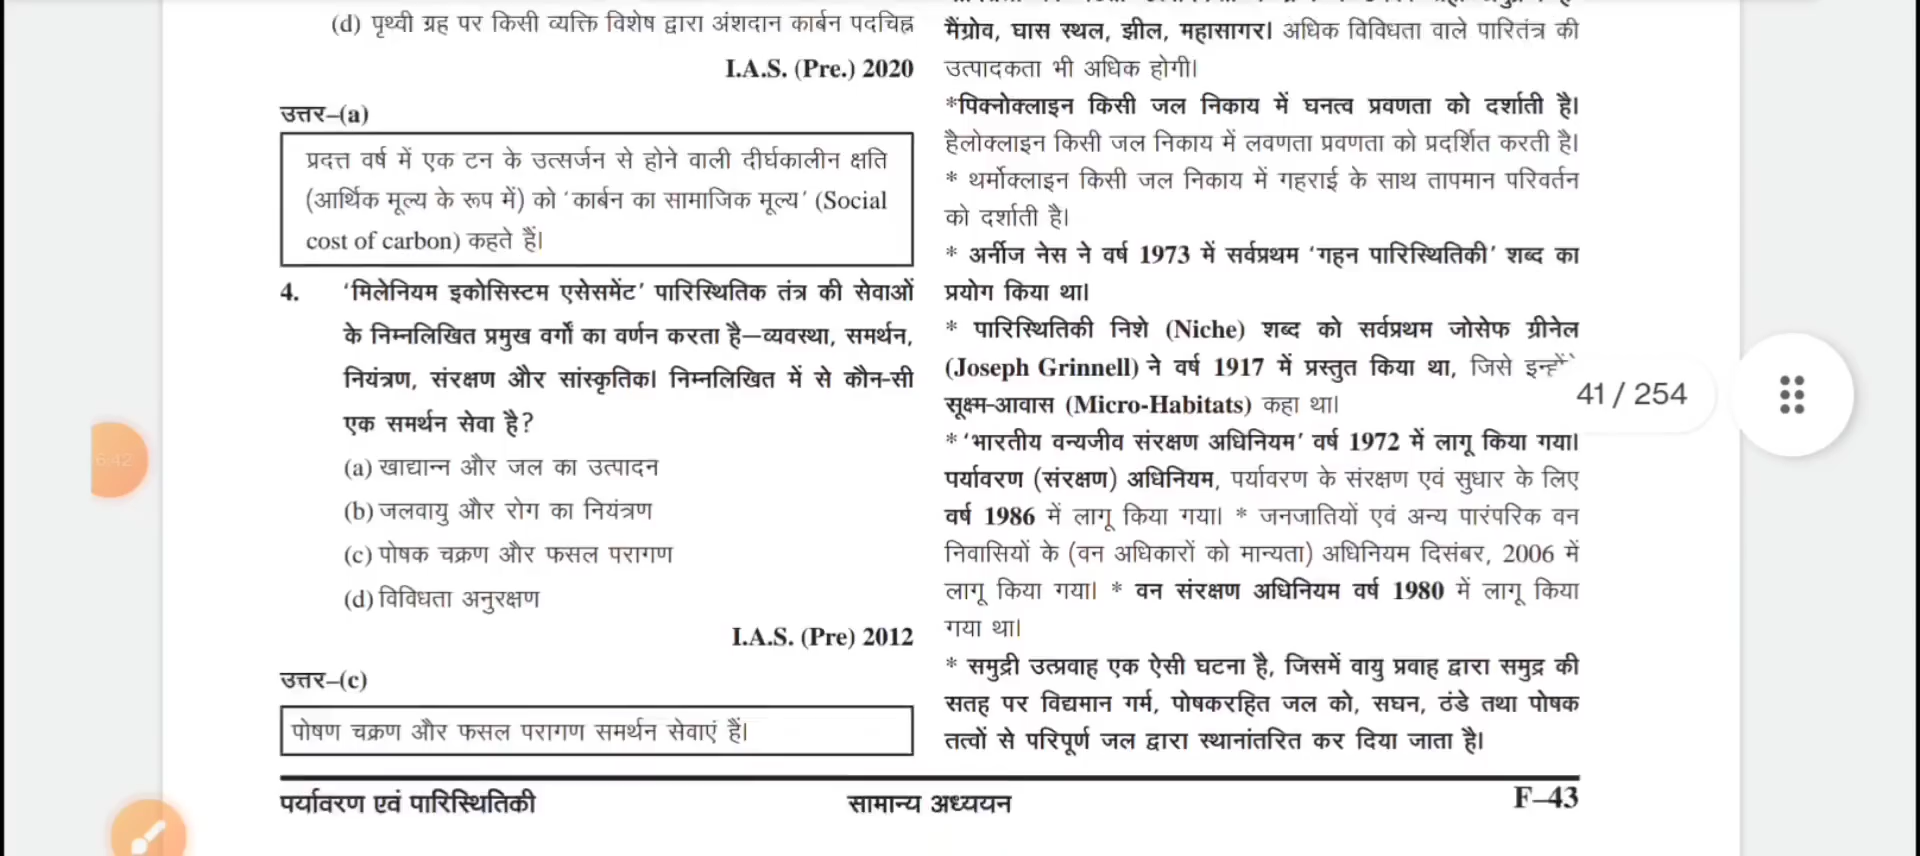 (d) पृथ्वी ग्रह पर किसी व्यक्ति विशेष द्वारा अंशदान कार्बन पदचिह्न
I.A.S. (Pre.) 2020
उत्तर–(a)
प्रदत्त वर्ष में एक टन के उत्सर्जन से होने वाली दीर्घकालीन क्षति
(आर्थिक मूल्य के रूप में) को ‘कार्बन का सामाजिक मूल्य’ (Social
cost of carbon) कहते हैं।
4. ‘मिलेनियम इकोसिस्टम एसेसमेंट’ पारिस्थितिक तंत्र की सेवाओं
के निम्नलिखित प्रमुख वर्गों का वर्णन करता है—व्यवस्था, समर्थन,
नियंत्रण, संरक्षण और सांस्कृतिक। निम्नलिखित में से कौन-सी
एक समर्थन सेवा है?
(a) खाद्यान्न और जल का उत्पादन
(b) जलवायु और रोग का नियंत्रण
(c) पोषक चक्रण और फसल परागण
(d) विविधता अनुरक्षण
I.A.S. (Pre) 2012
उत्तर–(c)
पोषण चक्रण और फसल परागण समर्थन सेवाएं हैं।
मैंग्रोव, घास स्थल, झील, महासागर। अधिक विविधता वाले पारितंत्र की
उत्पादकता भी अधिक होगी।
*पिक्नोक्लाइन किसी जल निकाय में घनत्व प्रवणता को दर्शाती है।
हैलोक्लाइन किसी जल निकाय में लवणता प्रवणता को प्रदर्शित करती है।
* थर्मोक्लाइन किसी जल निकाय में गहराई के साथ तापमान परिवर्तन
को दर्शाती है।
* अर्नीज नेस ने वर्ष 1973 में सर्वप्रथम ‘गहन पारिस्थितिकी’ शब्द का
प्रयोग किया था।
* पारिस्थितिकी निशे (Niche) शब्द को सर्वप्रथम जोसेफ ग्रीनेल
(Joseph Grinnell) ने वर्ष 1917 में प्रस्तुत किया था, जिसे इन्होंने
सूक्ष्म-आवास (Micro-Habitats) कहा था।
*‘भारतीय वन्यजीव संरक्षण अधिनियम’ वर्ष 1972 में लागू किया गया।
पर्यावरण (संरक्षण) अधिनियम, पर्यावरण के संरक्षण एवं सुधार के लिए
वर्ष 1986 में लागू किया गया। * जनजातियों एवं अन्य पारंपरिक वन
निवासियों के (वन अधिकारों को मान्यता) अधिनियम दिसंबर, 2006 में
लागू किया गया। * वन संरक्षण अधिनियम वर्ष 1980 में लागू किया
गया था।
* समुद्री उत्प्रवाह एक ऐसी घटना है, जिसमें वायु प्रवाह द्वारा समुद्र की
सतह पर विद्यमान गर्म, पोषकरहित जल को, सघन, ठंडे तथा पोषक
तत्वों से परिपूर्ण जल द्वारा स्थानांतरित कर दिया जाता है।
41 / 254
6:42
पर्यावरण एवं पारिस्थितिकी सामान्य अध्ययन F–43